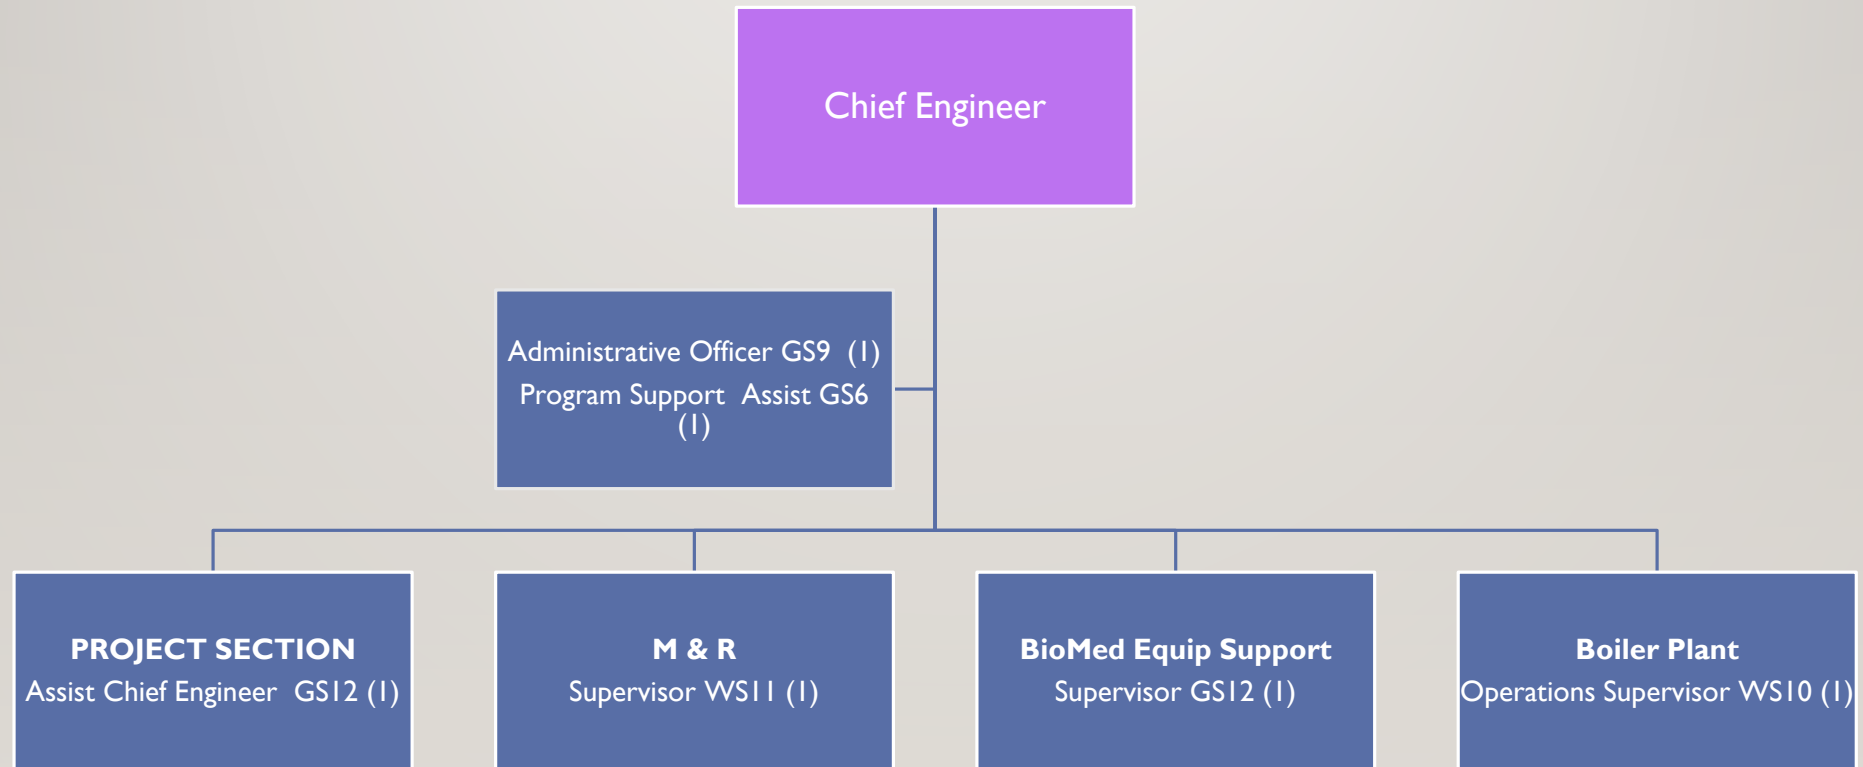 Chief Engineer
Administrative Officer GS9 (1)
Program Support Assist GS6
(1)
PROJECT SECTION
Assist Chief Engineer GS12 (1)
M & R
Supervisor WS11 (1)
BioMed Equip Support
Supervisor GS12 (1)
Boiler Plant
Operations Supervisor WS10 (1)